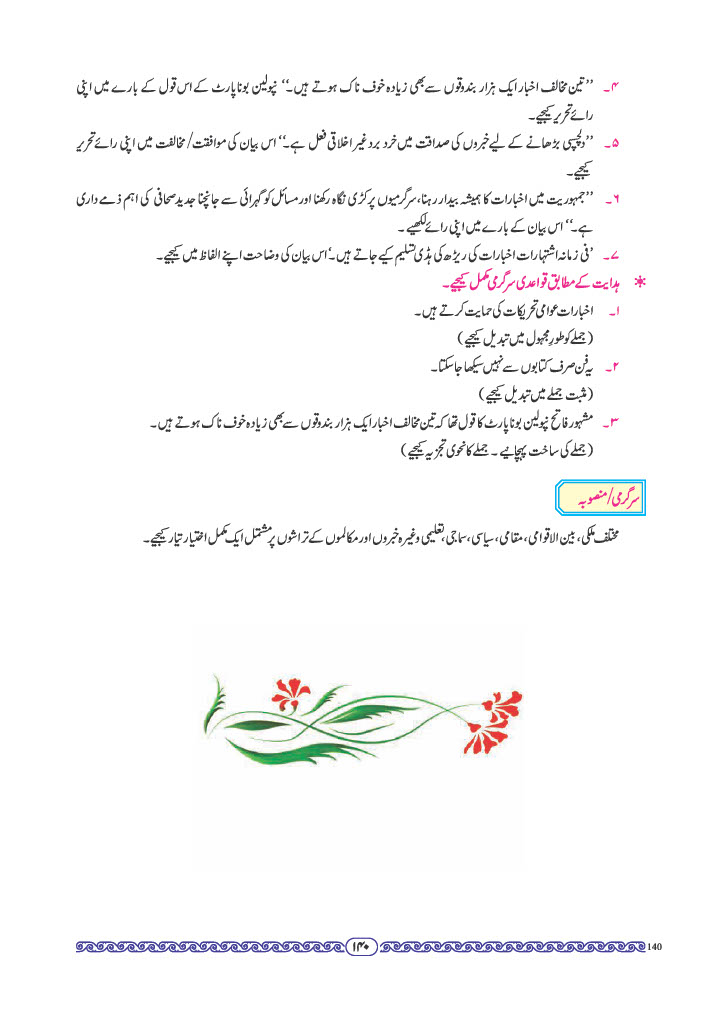 ۴۔ ’’تین مخالف اخبار ایک ہزار بندوقوں سے بھی زیادہ خوف ناک ہوتے ہیں۔‘‘ نپولین بونا پارٹ کے اس قول کے بارے میں اپنی
رائے تحریر کیجیے۔
۵۔ ’’دلچسپی بڑھانے کے لیے خبروں کی صداقت میں خرد برد غیر اخلاقی فعل ہے۔‘‘ اس بیان کی موافقت/مخالفت میں اپنی رائے تحریر
کیجیے۔
۶۔ ’’جمہوریت میں اخبارات کا ہمیشہ بیدار رہنا، سرگرمیوں پر کڑی نگاہ رکھنا اور مسائل کو گہرائی سے جانچنا جدید صحافی کی اہم ذمے داری
ہے۔‘‘ اس بیان کے بارے میں اپنی رائے لکھیے۔
۷۔ ’فی زمانہ اشتہارات اخبارات کی ریڑھ کی ہڈی تسلیم کیے جاتے ہیں۔‘ اس بیان کی وضاحت اپنے الفاظ میں کیجیے۔
* ہدایت کے مطابق قواعدی سرگرمی مکمل کیجیے۔
۱۔ اخبارات عوامی تحریکات کی حمایت کرتے ہیں۔
(جملے کو طورِ مجہول میں تبدیل کیجیے)
۲۔ یہ فن صرف کتابوں سے نہیں سیکھا جا سکتا۔
(مثبت جملے میں تبدیل کیجیے)
۳۔ مشہور فاتح نپولین بونا پارٹ کا قول تھا کہ تین مخالف اخبار ایک ہزار بندوقوں سے بھی زیادہ خوف ناک ہوتے ہیں۔
(جملے کی ساخت پہچانیے۔ جملے کا نحوی تجزیہ کیجیے)
سرگرمی/منصوبہ
مختلف ملکی، بین الاقوامی، مقامی، سیاسی، سماجی، تعلیمی وغیرہ خبروں اور مکالموں کے تراشوں پر مشتمل ایک مکمل اختیار تیار کیجیے۔
۱۴۰
140